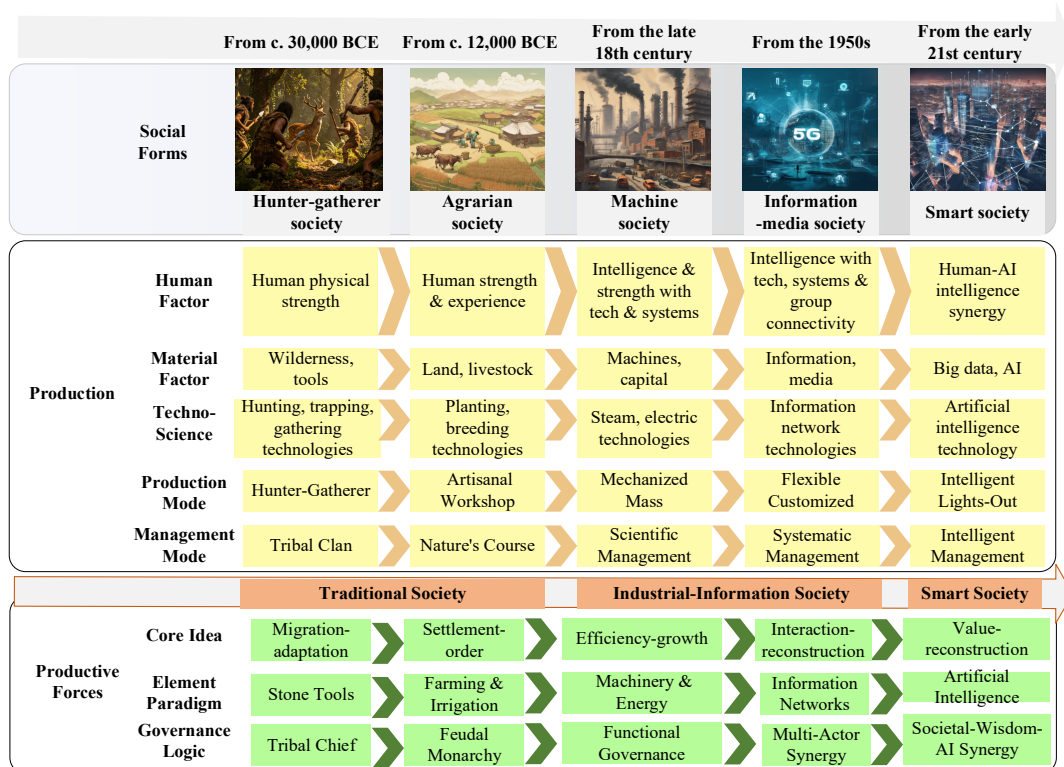 From c. 30,000 BCE
From c. 12,000 BCE
From the late
18th century
From the 1950s
From the early
21st century
Social
Forms
5G
Hunter-gatherer
society
Agrarian
society
Machine
society
Information
-media society
Smart society
Production
Human
Factor
Human physical
strength
Human strength
& experience
Intelligence &
strength with
tech & systems
Intelligence with
tech, systems &
group
connectivity
Human-AI
intelligence
synergy
Material
Factor
Wilderness,
tools
Land, livestock
Machines,
capital
Information,
media
Big data, AI
Techno-
Science
Hunting, trapping,
gathering
technologies
Planting,
breeding
technologies
Steam, electric
technologies
Information
network
technologies
Artificial
intelligence
technology
Production
Mode
Hunter-Gatherer
Artisanal
Workshop
Mechanized
Mass
Flexible
Customized
Intelligent
Lights-Out
Management
Mode
Tribal Clan
Nature's Course
Scientific
Management
Systematic
Management
Intelligent
Management
Traditional Society
Industrial-Information Society
Smart Society
Productive
Forces
Core Idea
Migration-
adaptation
Settlement-
order
Efficiency-growth
Interaction-
reconstruction
Value-
reconstruction
Element
Paradigm
Stone Tools
Farming &
Irrigation
Machinery &
Energy
Information
Networks
Artificial
Intelligence
Governance
Logic
Tribal Chief
Feudal
Monarchy
Functional
Governance
Multi-Actor
Synergy
Societal-Wisdom-
AI Synergy